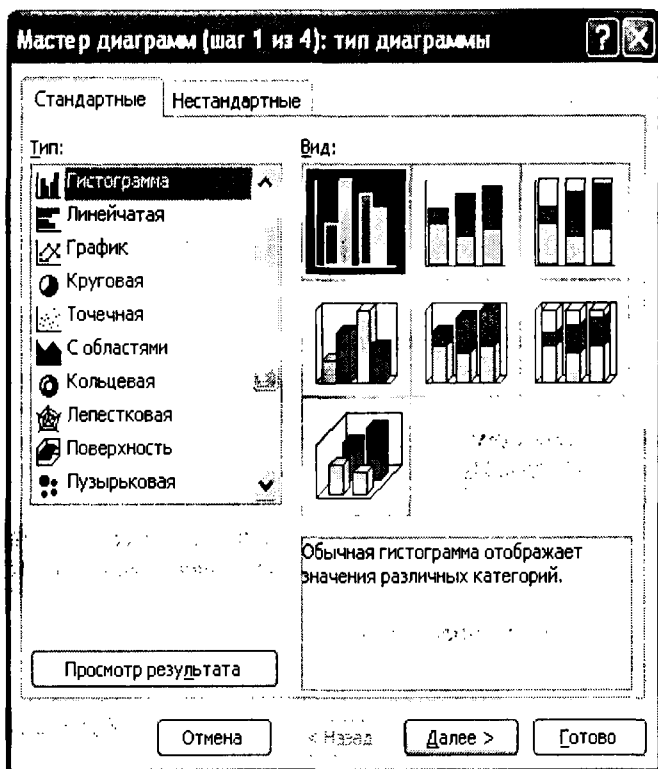 Мастер диаграмм (шаг 1 из 4): тип диаграммы
Стандартные
Нестандартные
Тип:
Гистограмма
Линейчатая
График
Круговая
Точечная
С областями
Кольцевая
Лепестковая
Поверхность
Пузырьковая
Вид:
Обычная гистограмма отображает
значения различных категорий.
Просмотр результата
Отмена
< Назад
Далее >
Готово